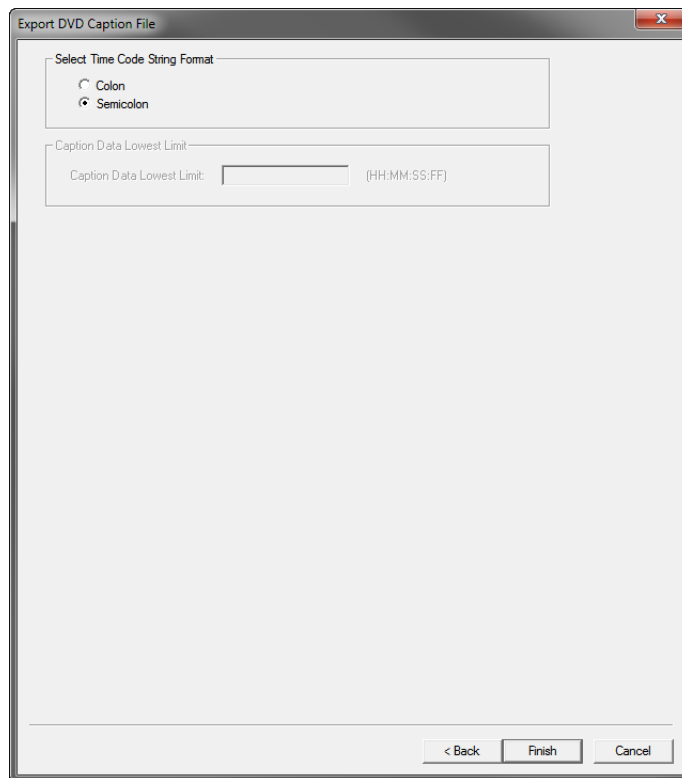 Export DVD Caption File
Select Time Code String Format
Colon
Semicolon
Caption Data Lowest Limit
Caption Data Lowest Limit: (HH:MM:SS:FF)
< Back Finish Cancel